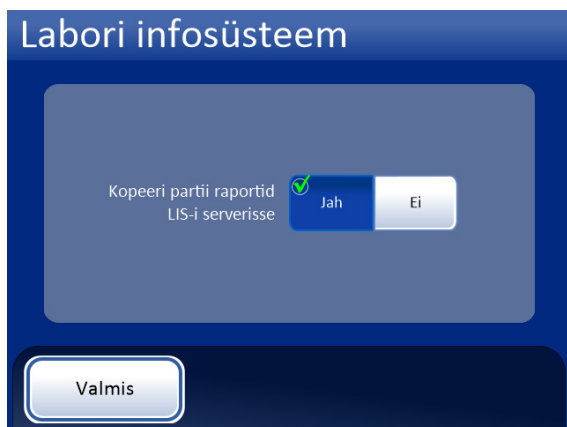 Labori infosüsteem
Kopeeri partii raportid
LIS-i serverisse
Jah
Ei
Valmis